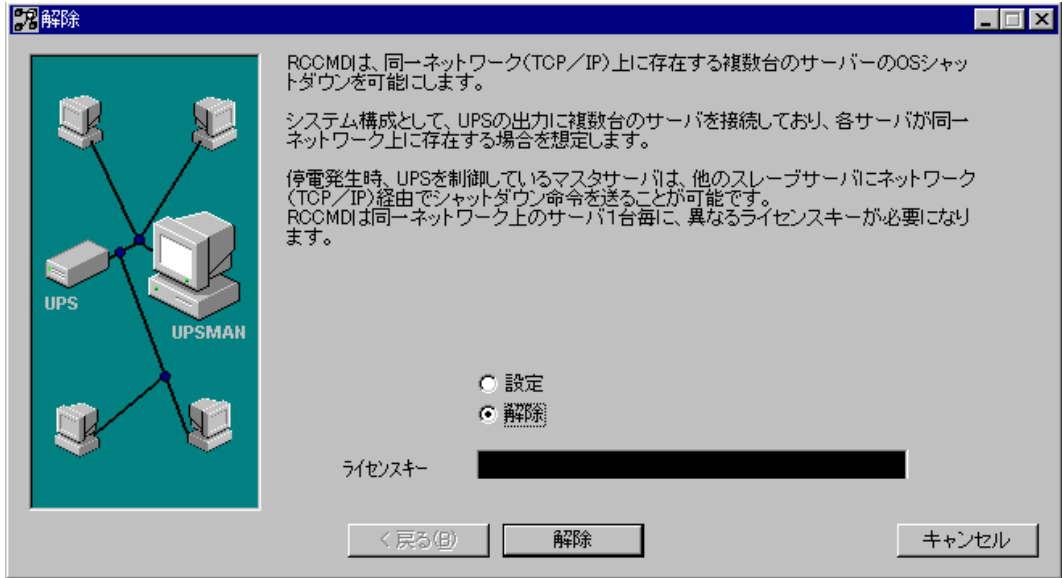 解除
RCCMDは、同一ネットワーク(TCP／IP)上に存在する複数台のサーバーのOSシャッ
トダウンを可能にします。
システム構成として、UPSの出力に複数台のサーバを接続しており、各サーバが同一
ネットワーク上に存在する場合を想定します。
停電発生時、UPSを制御しているマスタサーバは、他のスレーブサーバにネットワーク
(TCP／IP)経由でシャットダウン命令を送ることが可能です。
RCCMDは同一ネットワーク上のサーバ1台毎に、異なるライセンスキーが必要になり
ます。
UPS
UPSMAN
設定
解除
ライセンスキー
< 戻る(B)
解除
キャンセル